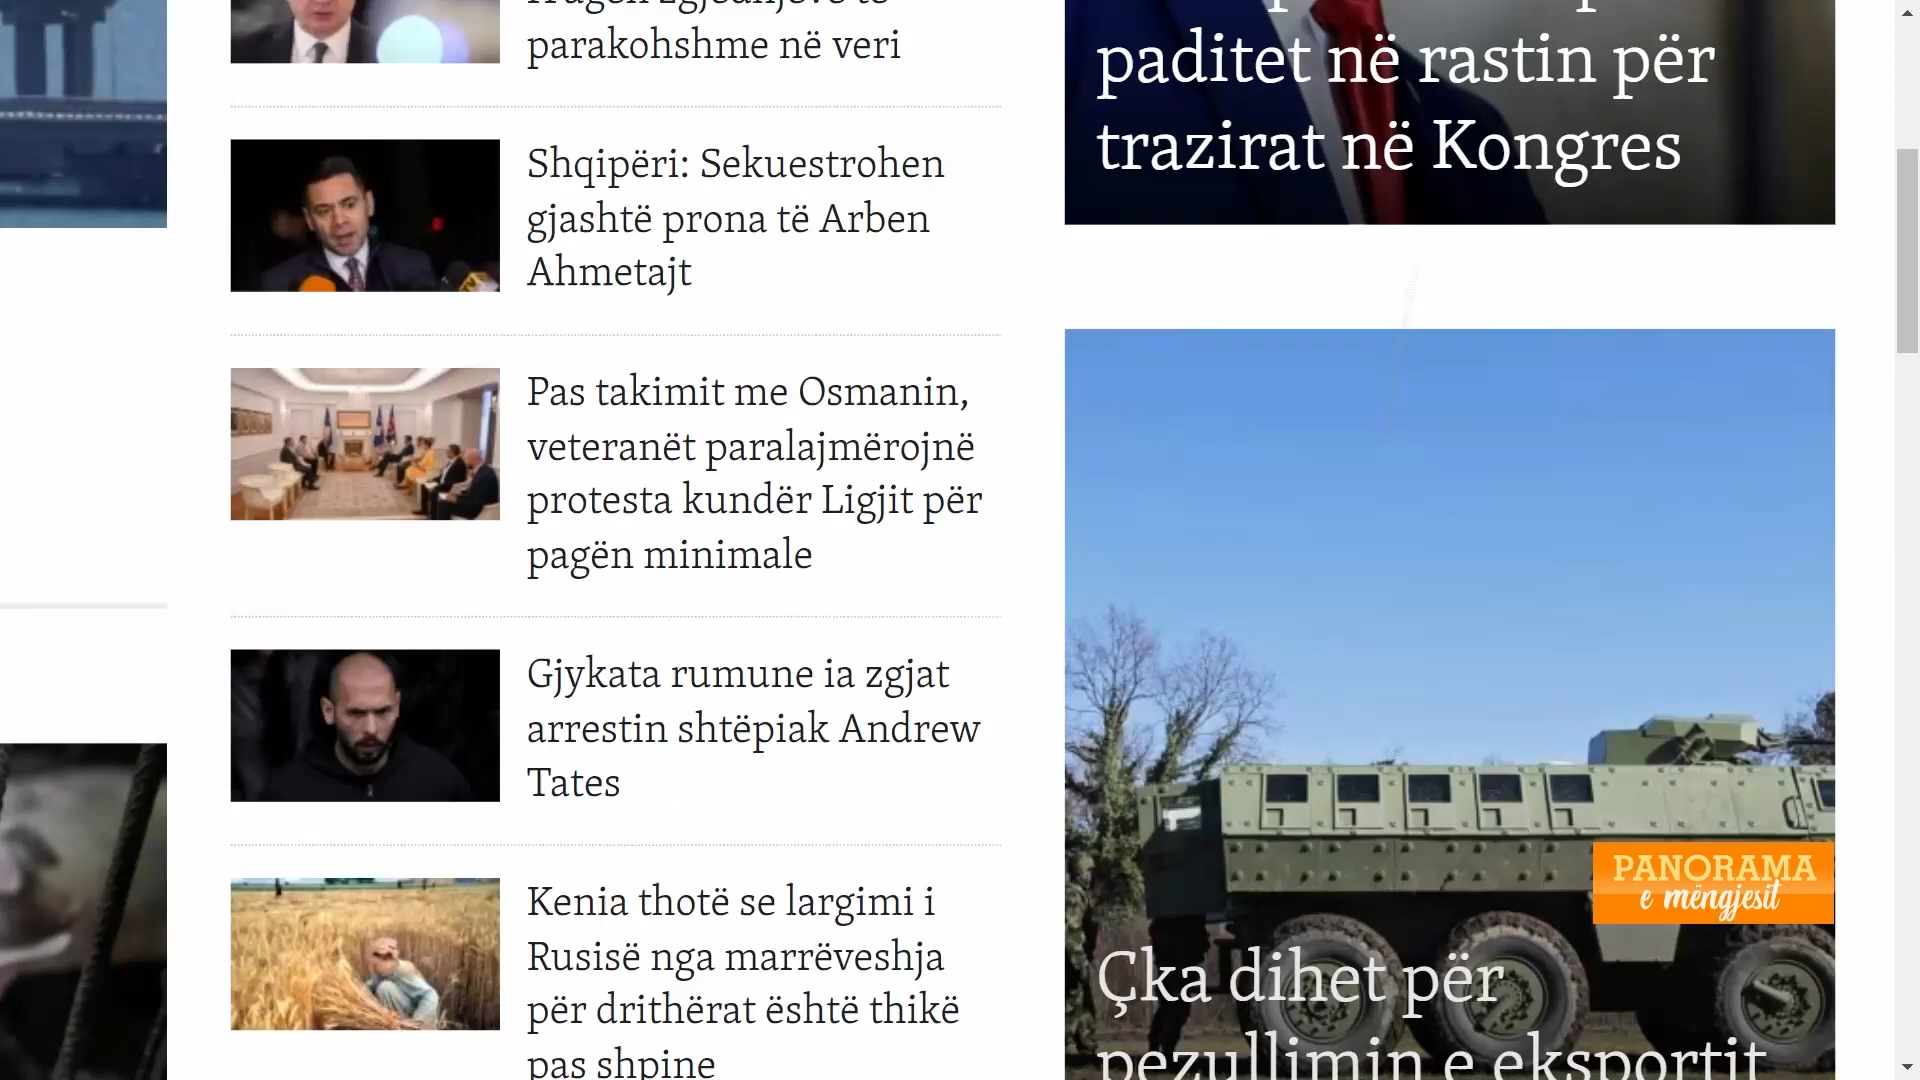 parakohshme në veri
Shqipëri: Sekuestrohen
gjashtë prona të Arben
Ahmetajt
Pas takimit me Osmanin,
veteranët paralajmërojnë
protesta kundër Ligjit për
pagën minimale
Gjykata rumune ia zgjat
arrestin shtëpiak Andrew
Tates
Kenia thotë se largimi i
Rusisë nga marrëveshja
për drithërat është thikë
pas shpine
paditet në rastin për
trazirat në Kongres
PANORAMA
e mëngjesit
Çka dihet për
pezullimin e eksportit